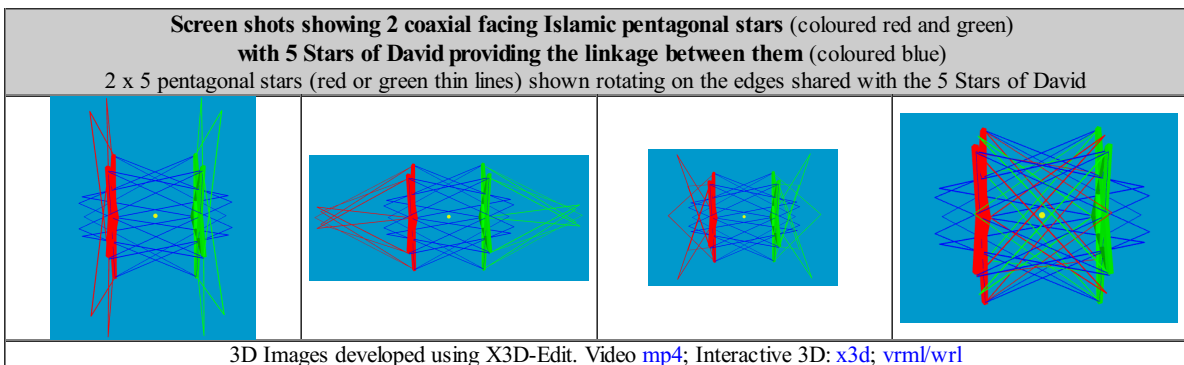 Screen shots showing 2 coaxial facing Islamic pentagonal stars (coloured red and green)
with 5 Stars of David providing the linkage between them (coloured blue)
2 x 5 pentagonal stars (red or green thin lines) shown rotating on the edges shared with the 5 Stars of David
3D Images developed using X3D-Edit. Video mp4; Interactive 3D: x3d; vrml/wrl